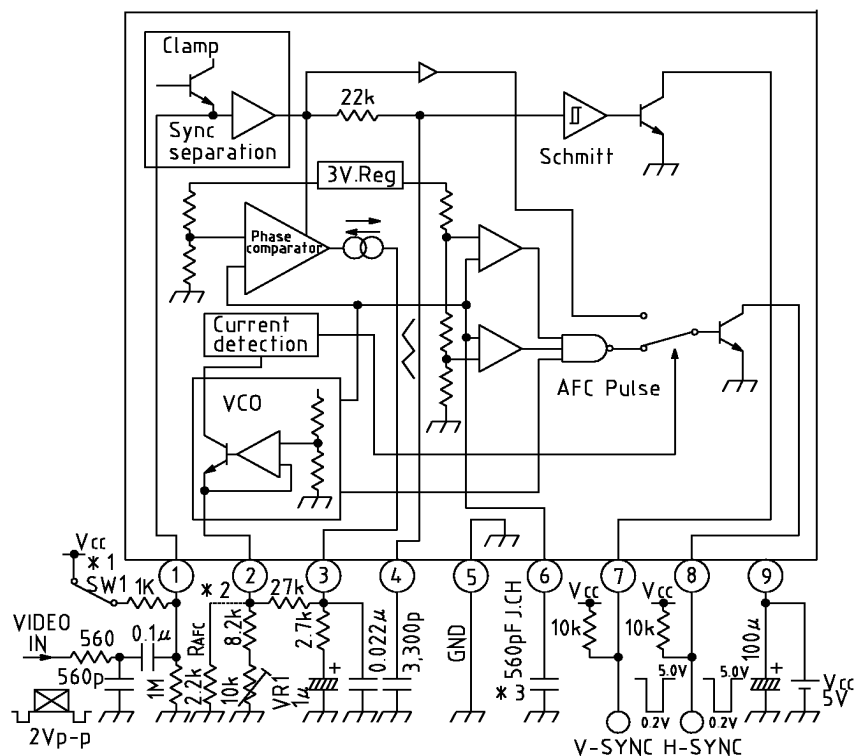 Clamp
Sync
separation
22k
Schmitt
3V.Reg
Phase
comparator
Current
detection
AFC Pulse
VCO
Vcc
*1
SW1
1K
1
2
3
4
5
6
7
8
9
VIDEO
IN
560
0.1μ
560p
1M
2Vp-p
*2
RAFC
2.2k
8.2k
10k
VR1
27k
2.7k
+
1μ
0.022μ
3,300p
GND
560pF J.CH
*3
Vcc
10k
Vcc
10k
5.0V
0.2V
5.0V
0.2V
100μ
+
Vcc
5V
V-SYNC
H-SYNC